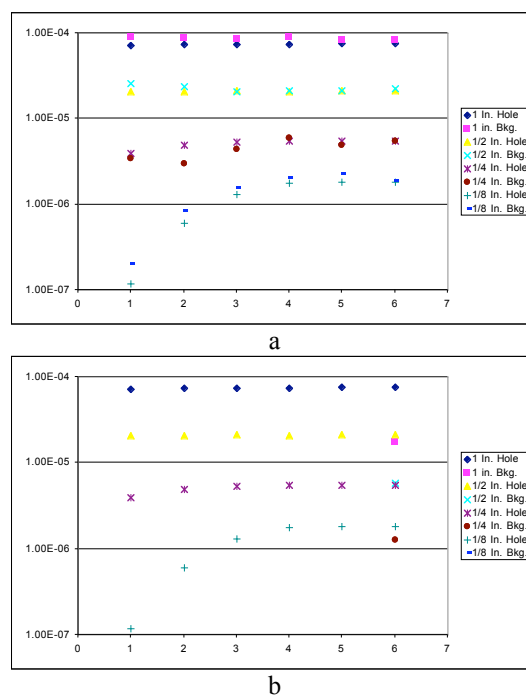 1.00E-04
1.00E-05
1.00E-06
1.00E-07
0 1 2 3 4 5 6 7
1 In. Hole
1 in. Bkg.
1/2 In. Hole
1/2 In. Bkg.
1/4 In. Hole
1/4 In. Bkg.
1/8 In. Hole
1/8 In. Bkg.
a
1.00E-04
1.00E-05
1.00E-06
1.00E-07
0 1 2 3 4 5 6 7
1 In. Hole
1 in. Bkg.
1/2 In. Hole
1/2 In. Bkg.
1/4 In. Hole
1/4 In. Bkg.
1/8 In. Hole
1/8 In. Bkg.
b